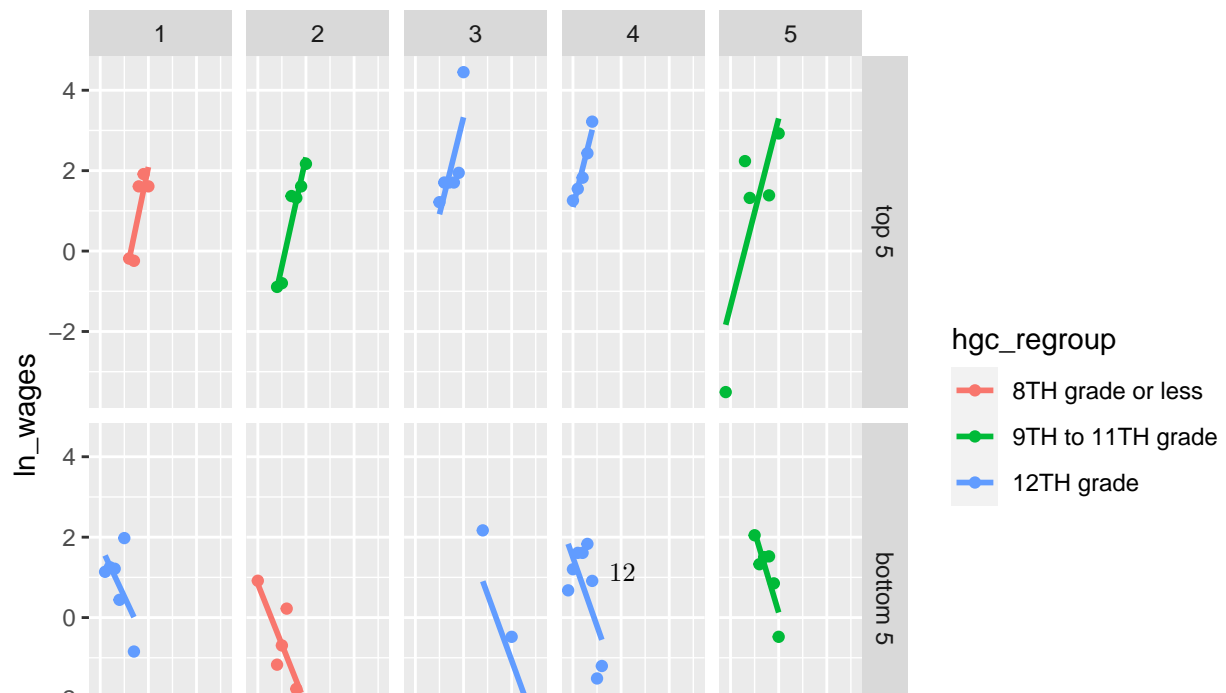 1 2 3 4 5
4
2
0
−2
top 5
ln_wages
4
2
0
bottom 5
12
hgc_regroup
8TH grade or less
9TH to 11TH grade
12TH grade